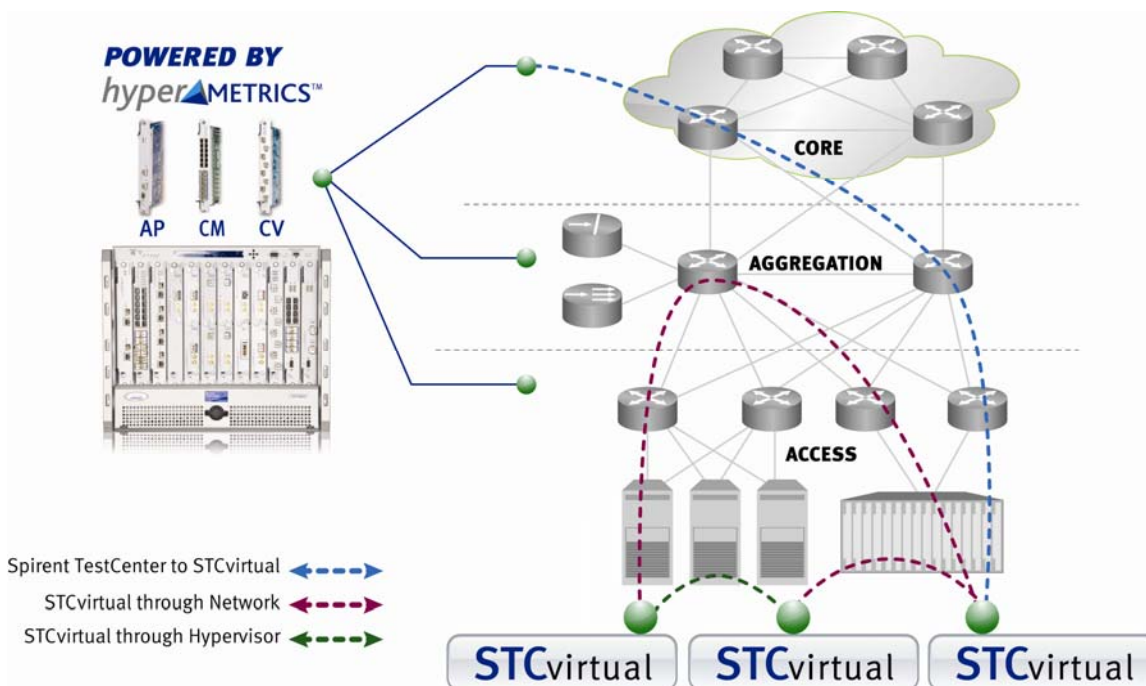 POWERED BY
hyperMETRICS™
AP CM CV
CORE
AGGREGATION
ACCESS
Spirent TestCenter to STCvirtual
STCvirtual through Network
STCvirtual through Hypervisor
STCvirtual STCvirtual STCvirtual